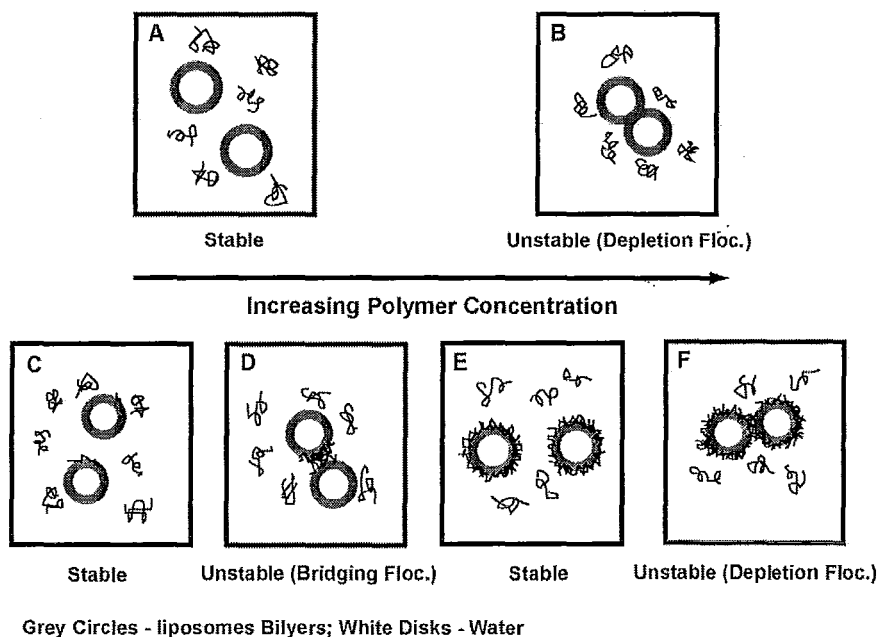 A
B
Stable
Unstable (Depletion Floc.)
Increasing Polymer Concentration
C
D
E
F
Stable
Unstable (Bridging Floc.)
Stable
Unstable (Depletion Floc.)
Grey Circles - liposomes Bilyers; White Disks - Water